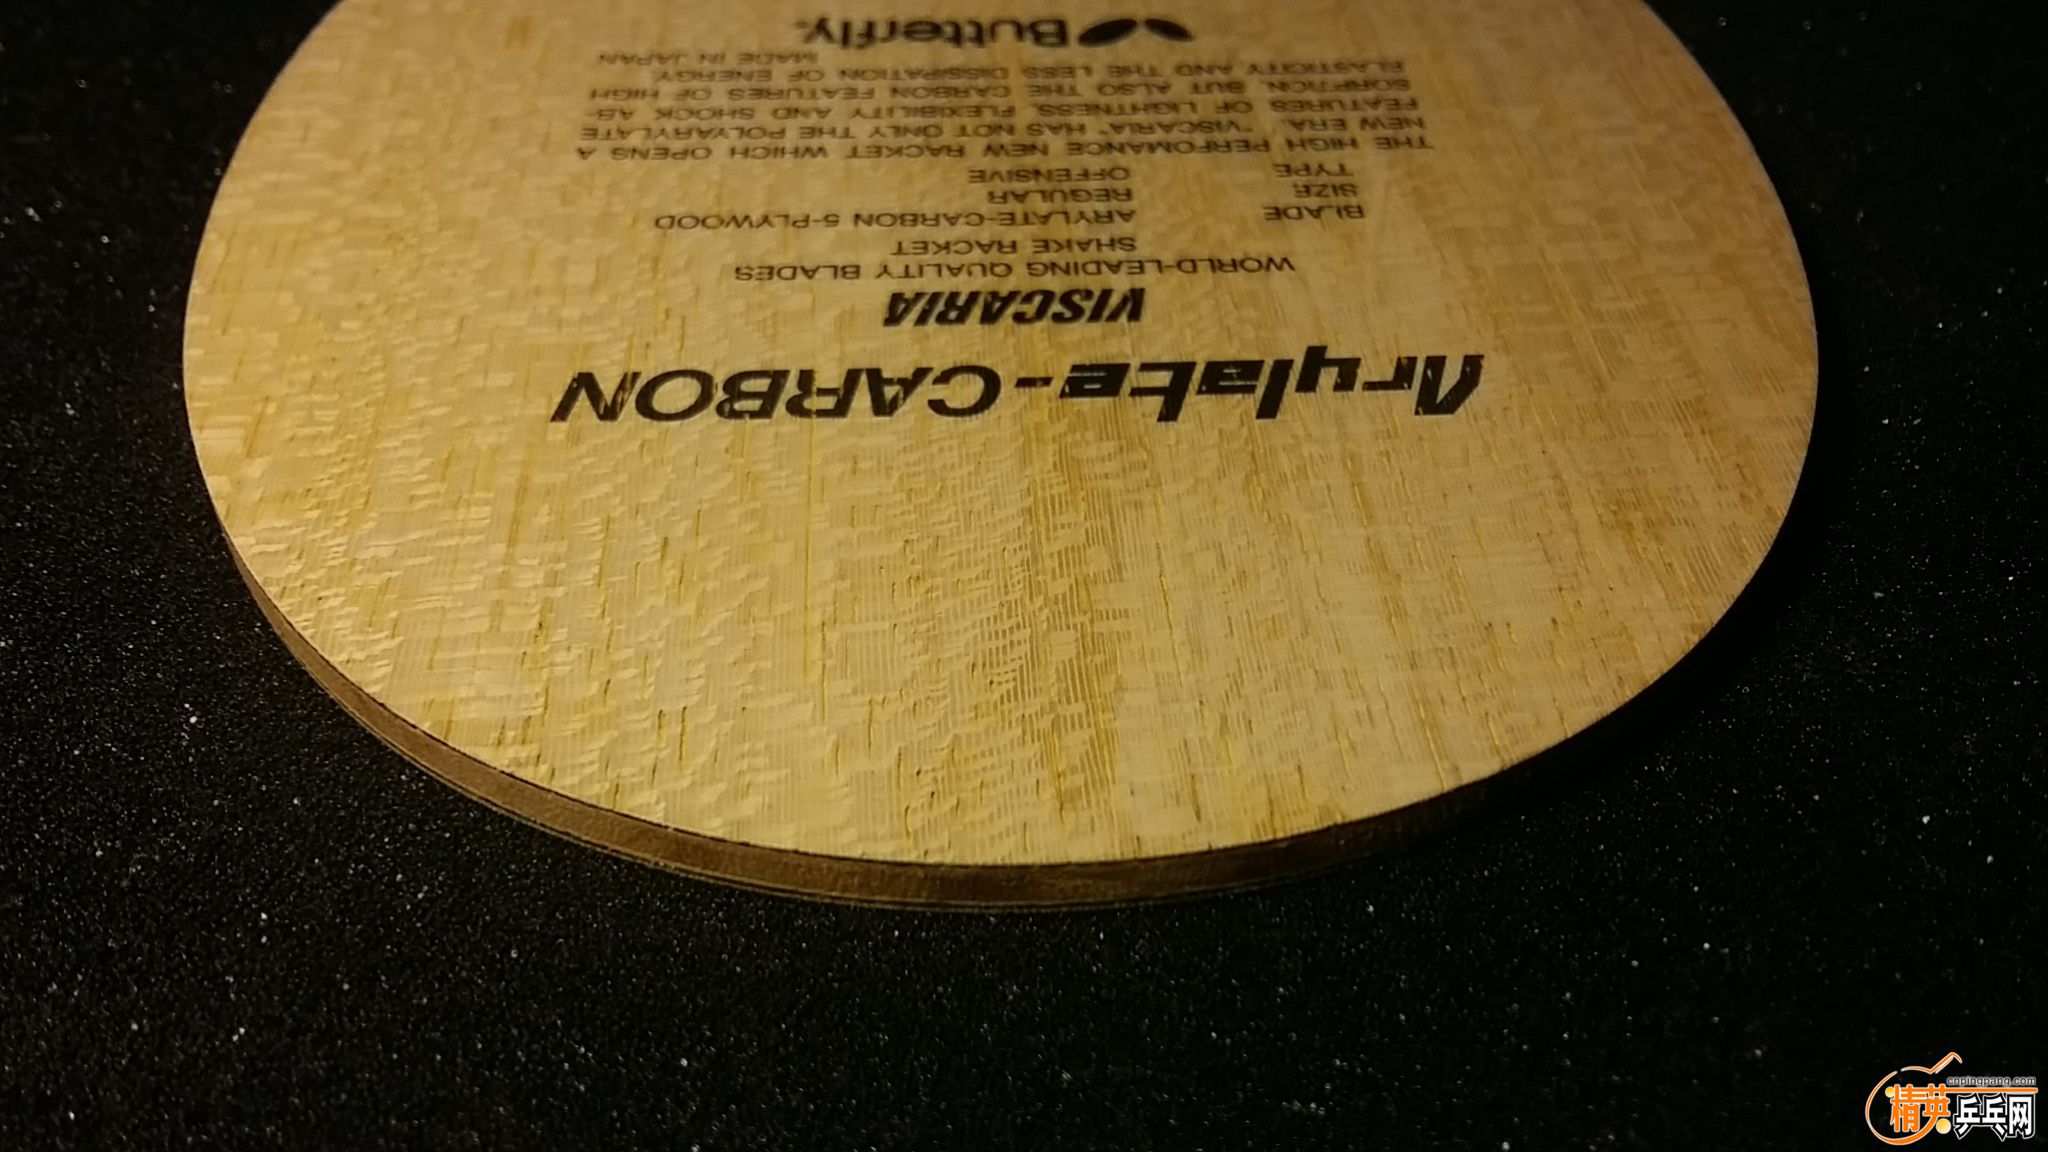 Arylate-CARBON
VISCARIA
WORLD-LEADING QUALITY BLADES
SHAKE RACKET
BLADE ARYLATE-CARBON 5-PLYWOOD
SIZE REGULAR
TYPE OFFENSIVE
THE HIGH PERFOMANCE NEW RACKET WHICH OPENS A
NEW ERA. "VISCARIA" HAS NOT ONLY THE POLYARYLATE
FEATURES OF LIGHTNESS, FLEXIBILITY AND SHOCK AB-
SORPTION, BUT ALSO THE CARBON FEATURES OF HIGH
ELASTICITY AND THE LESS DISSIPATION OF ENERGY.
MADE IN JAPAN
Butterfly.
cnpingpang.com
精英乒乓网